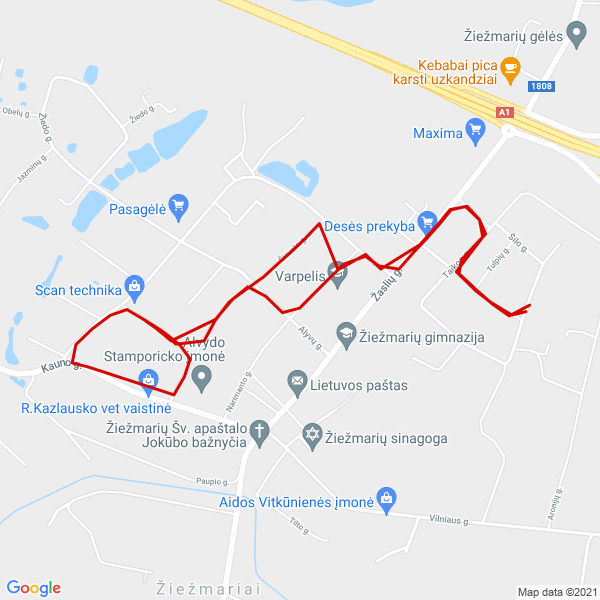 Žiežmarių gėlės
Kebabai pica
karsti uzkandziai
1808
A1
Maxima
Obelų g.
Žiedo g.
Žiedo g.
Jazminų g.
Pasagėlė
Desės prekyba
Šilo g.
Tulpių g.
Varpelis
Žaslių g.
Scan technika
Alyvų g.
Žiežmarių gimnazija
Alvydo
Stamporicko įmonė
Kauno g.
Narimanto g.
Lietuvos paštas
R.Kazlausko vet vaistinė
Žiežmarių Šv. apaštalo
Jokūbo bažnyčia
Žiežmarių sinagoga
Paupio g.
Aidos Vitkūnienės įmonė
Vilniaus g.
Aronijų g.
Tilto g.
Žiežmariai
Google
Map data ©2021